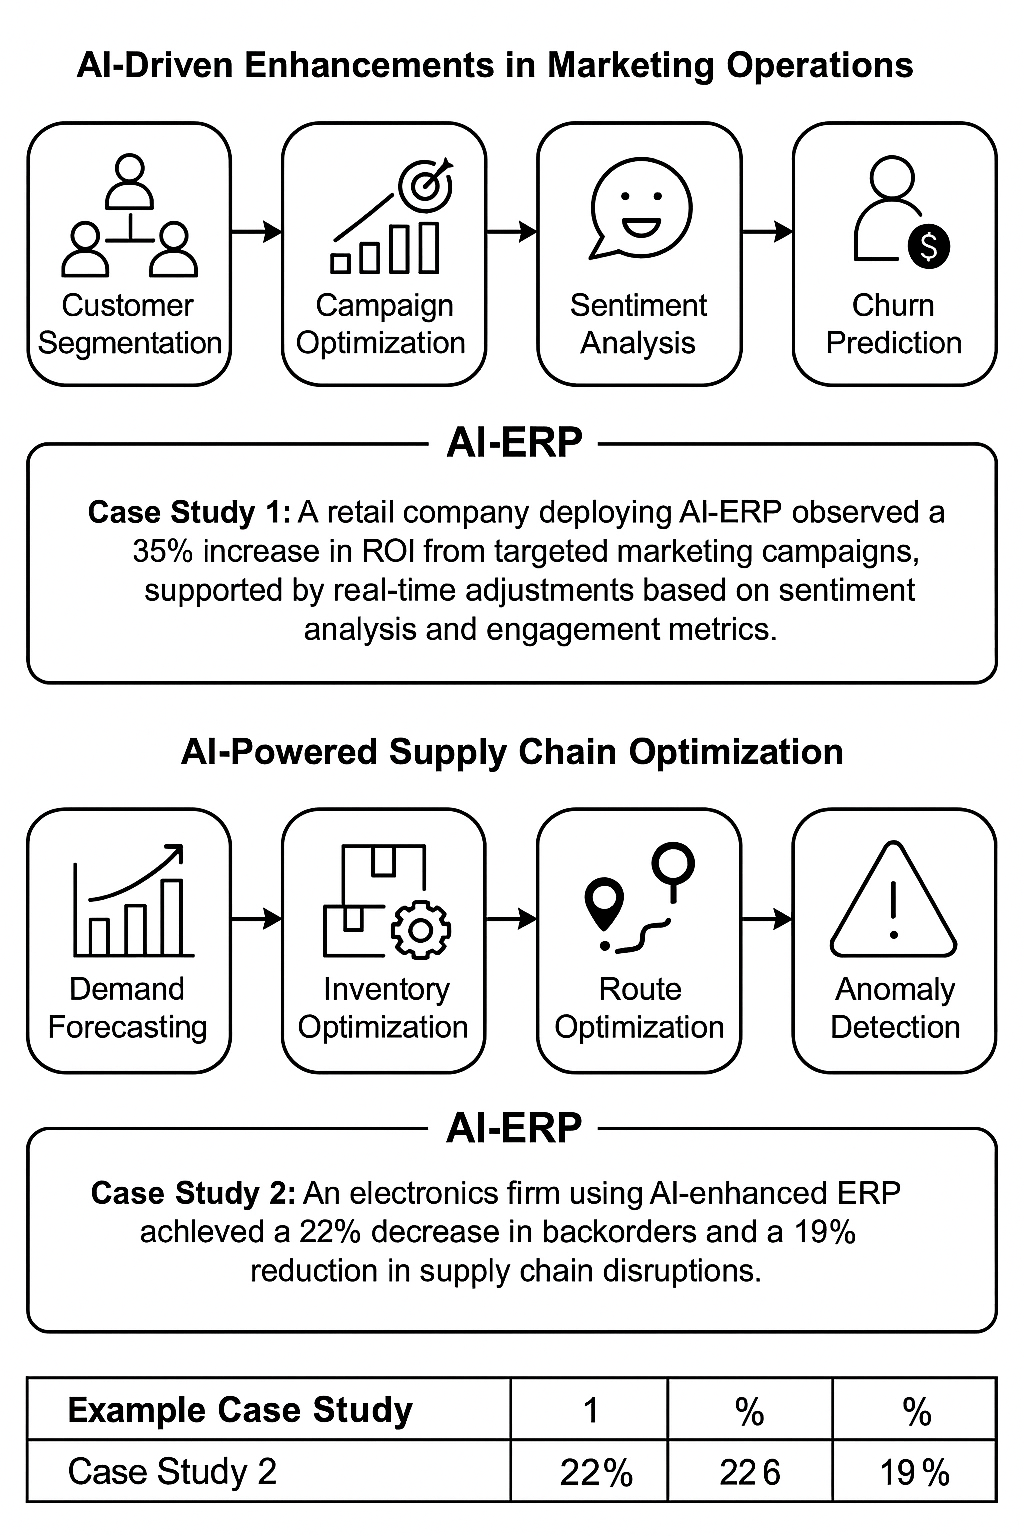 AI-Driven Enhancements in Marketing Operations
Customer
Segmentation
Campaign
Optimization
Sentiment
Analysis
$
Churn
Prediction
AI-ERP
Case Study 1: A retail company deploying AI-ERP observed a
35% increase in ROI from targeted marketing campaigns,
supported by real-time adjustments based on sentiment
analysis and engagement metrics.
AI-Powered Supply Chain Optimization
Demand
Forecasting
Inventory
Optimization
Route
Optimization
!
Anomaly
Detection
AI-ERP
Case Study 2: An electronics firm using AI-enhanced ERP
achieved a 22% decrease in backorders and a 19%
reduction in supply chain disruptions.
Example Case Study 1 % %
Case Study 2 22% 226 19%